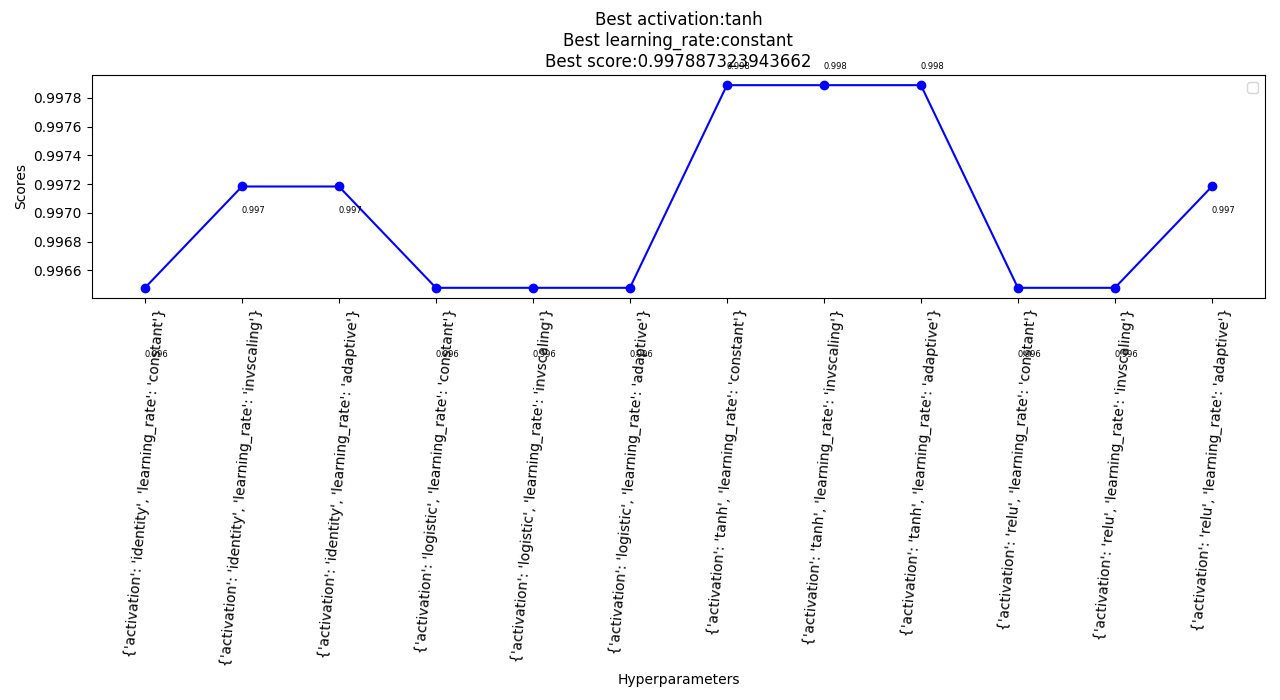 Best activation:tanh
Best learning_rate:constant
Best score:0.997887323943662
0.998
0.998
0.998
0.9978
0.9976
0.9974
0.9972
0.9970
0.9968
0.9966
Scores
0.997
0.997
0.997
0.996
0.996
0.996
0.996
0.996
0.996
{'activation': 'identity', 'learning_rate': 'constant'}
{'activation': 'identity', 'learning_rate': 'invscaling'}
{'activation': 'identity', 'learning_rate': 'adaptive'}
{'activation': 'logistic', 'learning_rate': 'constant'}
{'activation': 'logistic', 'learning_rate': 'invscaling'}
{'activation': 'logistic', 'learning_rate': 'adaptive'}
{'activation': 'tanh', 'learning_rate': 'constant'}
{'activation': 'tanh', 'learning_rate': 'invscaling'}
{'activation': 'tanh', 'learning_rate': 'adaptive'}
{'activation': 'relu', 'learning_rate': 'constant'}
{'activation': 'relu', 'learning_rate': 'invscaling'}
{'activation': 'relu', 'learning_rate': 'adaptive'}
Hyperparameters